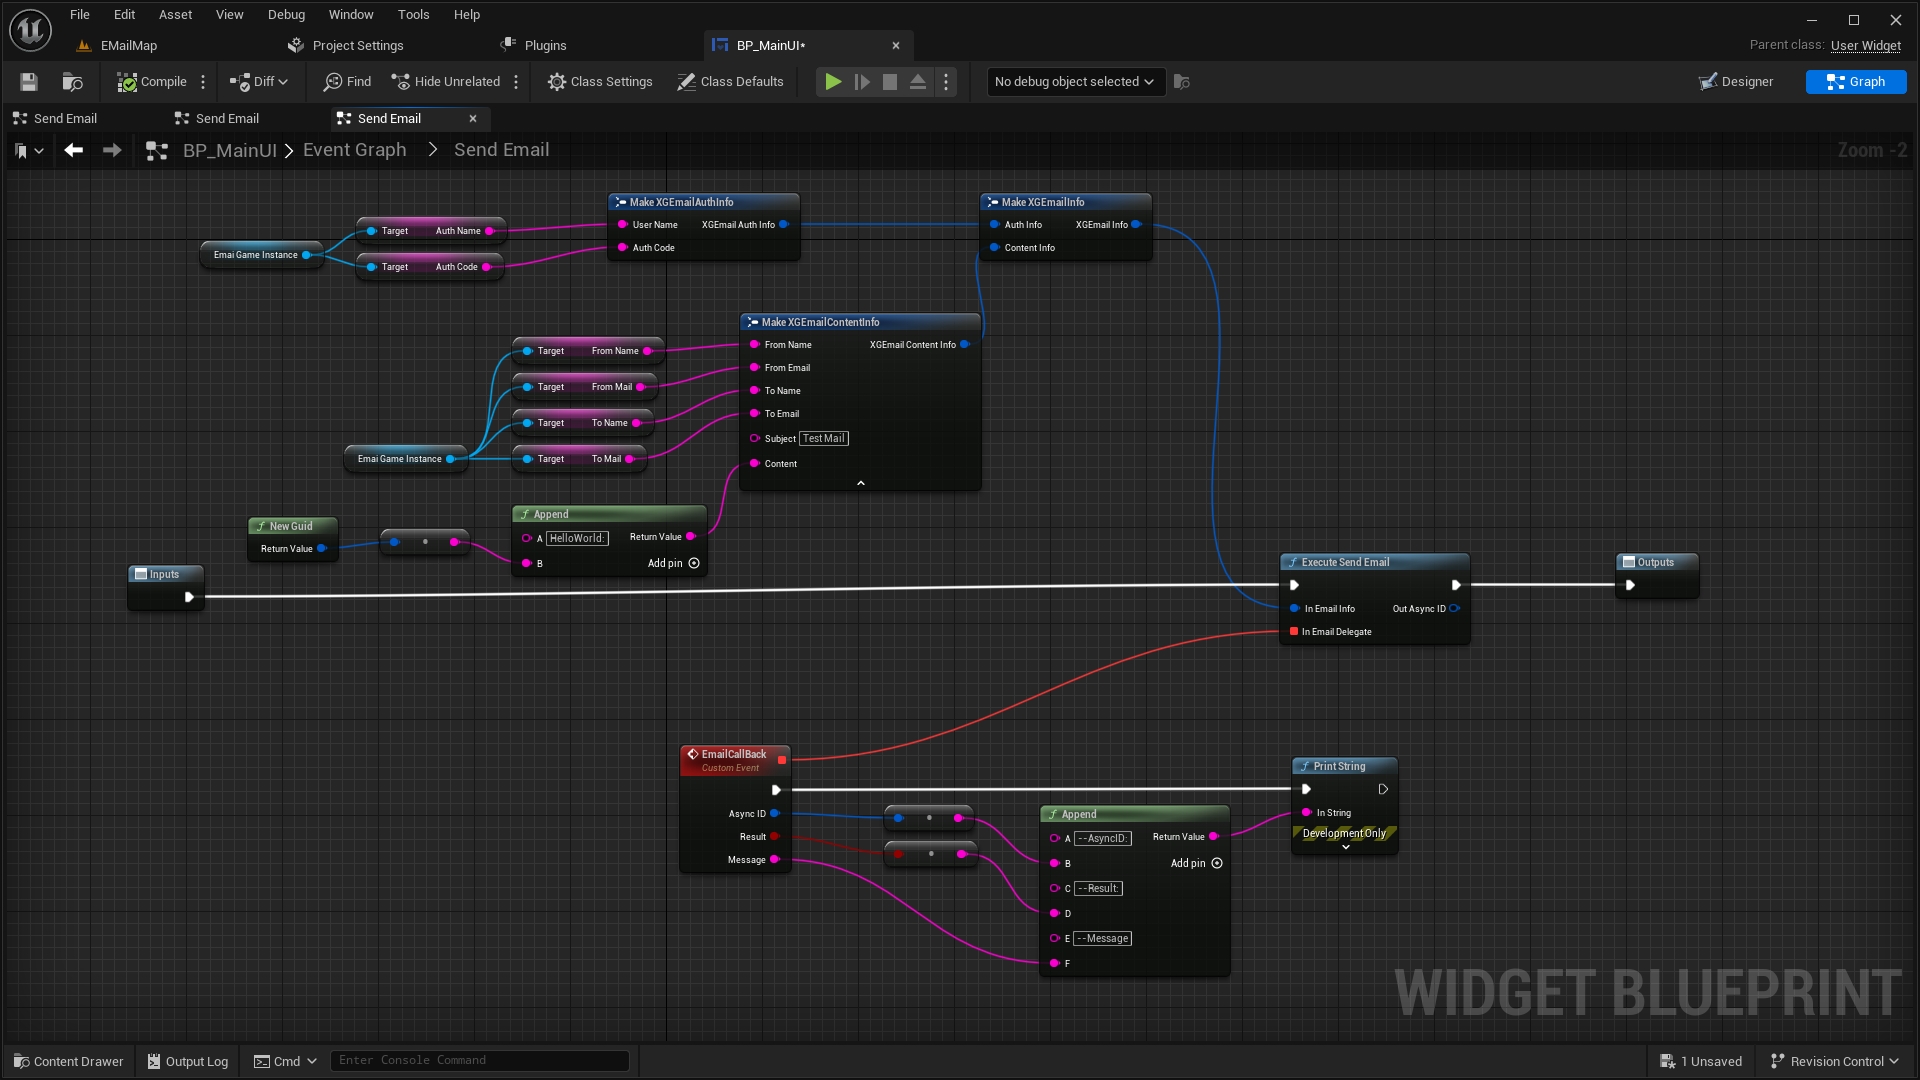 File Edit Asset View Debug Window Tools Help
EMailMap Project Settings Plugins BP_MainUI* Parent class: User Widget
Compile Diff Find Hide Unrelated Class Settings Class Defaults No debug object selected Designer Graph
Send Email Send Email Send Email
BP_MainUI > Event Graph > Send Email Zoom -2
Make XGEmailAuthInfo
User Name XGEmail Auth Info
Auth Code
Make XGEmailInfo
Auth Info XGEmail Info
Content Info
Target Auth Name
Emai Game Instance
Target Auth Code
Make XGEmailContentInfo
From Name XGEmail Content Info
From Email
To Name
To Email
Subject Test Mail
Content
Target From Name
Target From Mail
Target To Name
Target To Mail
Emai Game Instance
New Guid
Return Value
Append
A HelloWorld: Return Value
B Add pin
Inputs
Execute Send Email
In Email Info Out Async ID
In Email Delegate
Outputs
EmailCallBack
Custom Event
Async ID
Result
Message
Append
A --AsyncID: Return Value
B Add pin
C --Result:
D
E --Message
F
Print String
In String
Development Only
WIDGET BLUEPRINT
Content Drawer Output Log Cmd Enter Console Command 1 Unsaved Revision Control